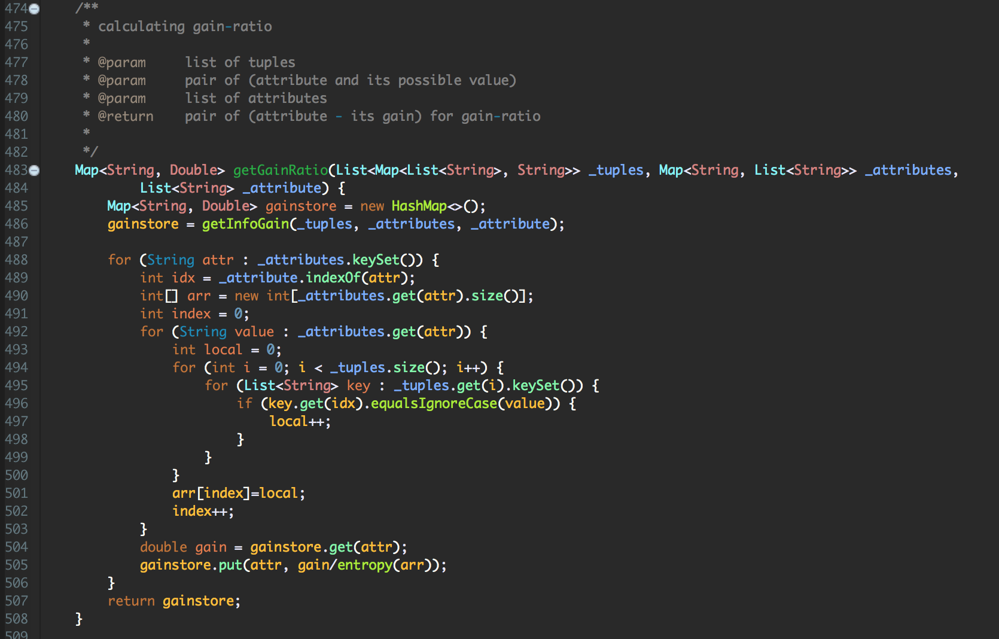 474 /**
475 * calculating gain-ratio
476 *
477 * @param list of tuples
478 * @param pair of (attribute and its possible value)
479 * @param list of attributes
480 * @return pair of (attribute - its gain) for gain-ratio
481 *
482 */
483 Map<String, Double> getGainRatio(List<Map<List<String>, String>> _tuples, Map<String, List<String>> _attributes,
484 List<String> _attribute) {
485 Map<String, Double> gainstore = new HashMap<>();
486 gainstore = getInfoGain(_tuples, _attributes, _attribute);
487
488 for (String attr : _attributes.keySet()) {
489 int idx = _attribute.indexOf(attr);
490 int[] arr = new int[_attributes.get(attr).size()];
491 int index = 0;
492 for (String value : _attributes.get(attr)) {
493 int local = 0;
494 for (int i = 0; i < _tuples.size(); i++) {
495 for (List<String> key : _tuples.get(i).keySet()) {
496 if (key.get(idx).equalsIgnoreCase(value)) {
497 local++;
498 }
499 }
500 }
501 arr[index]=local;
502 index++;
503 }
504 double gain = gainstore.get(attr);
505 gainstore.put(attr, gain/entropy(arr));
506 }
507 return gainstore;
508 }
509